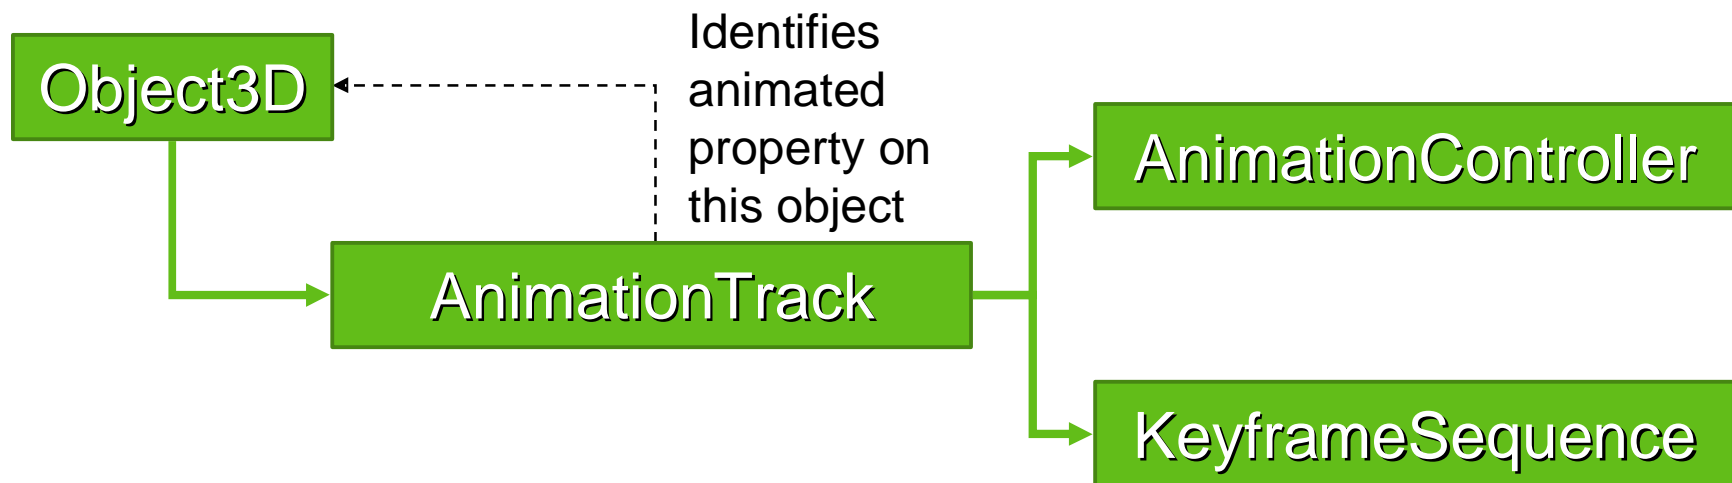 Object3D
Identifies
animated
property on
this object
AnimationController
AnimationTrack
KeyframeSequence